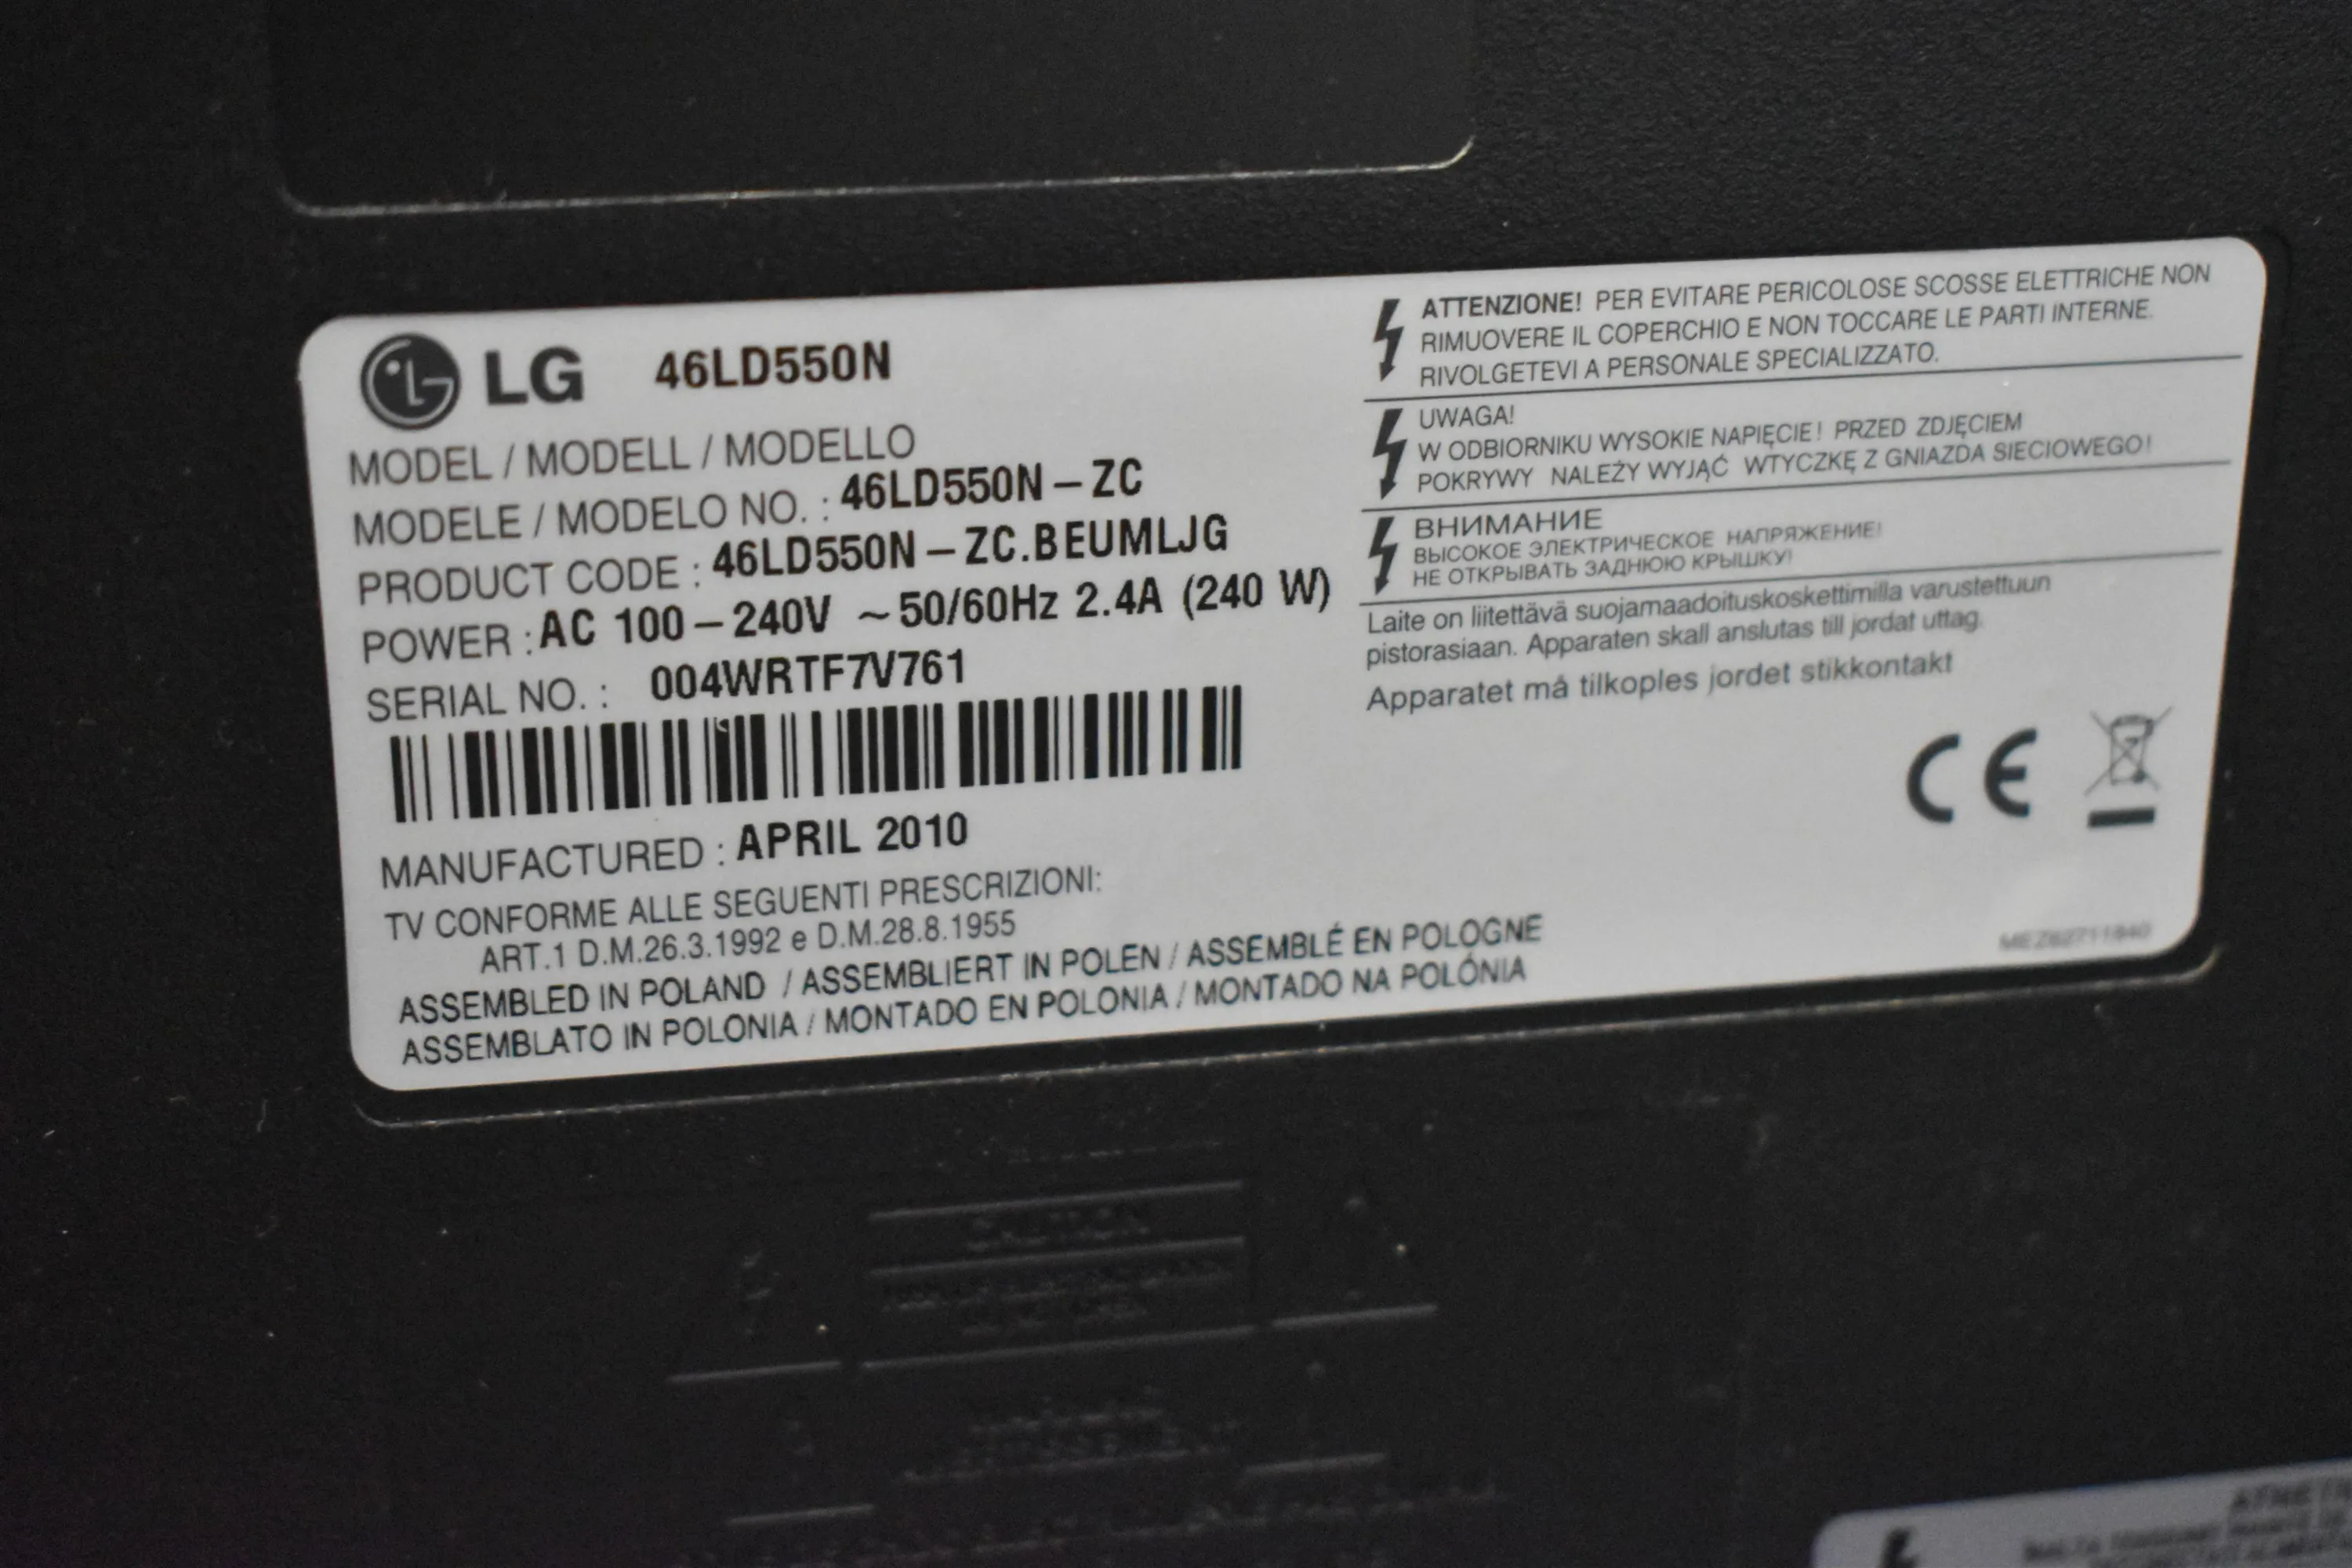 LG 46LD550N
MODEL / MODELL / MODELLO
MODELE / MODELO NO. : 46LD550N – ZC
PRODUCT CODE : 46LD550N – ZC.BEUMLJG
POWER : AC 100 – 240V ~ 50/60Hz 2.4A (240 W)
SERIAL NO. : 004WRTF7V761
MANUFACTURED : APRIL 2010
TV CONFORME ALLE SEGUENTI PRESCRIZIONI:
ART.1 D.M.26.3.1992 e D.M.28.8.1955
ASSEMBLED IN POLAND / ASSEMBLIERT IN POLEN / ASSEMBLÉ EN POLOGNE
ASSEMBLATO IN POLONIA / MONTADO EN POLONIA / MONTADO NA POLÓNIA
ATTENZIONE! PER EVITARE PERICOLOSE SCOSSE ELETTRICHE NON
RIMUOVERE IL COPERCHIO E NON TOCCARE LE PARTI INTERNE.
RIVOLGETEVI A PERSONALE SPECIALIZZATO.
UWAGA!
W ODBIORNIKU WYSOKIE NAPIĘCIE! PRZED ZDJĘCIEM
POKRYWY NALEŻY WYJĄĆ WTYCZKĘ Z GNIAZDA SIECIOWEGO!
ВНИМАНИЕ
ВЫСОКОЕ ЭЛЕКТРИЧЕСКОЕ НАПРЯЖЕНИЕ!
НЕ ОТКРЫВАТЬ ЗАДНЮЮ КРЫШКУ!
Laite on liitettävä suojamaadoituskoskettimilla varustettuun
pistorasiaan. Apparaten skall anslutas till jordat uttag.
Apparatet må tilkoples jordet stikkontakt
CE
MEZ62711840
CAUTION